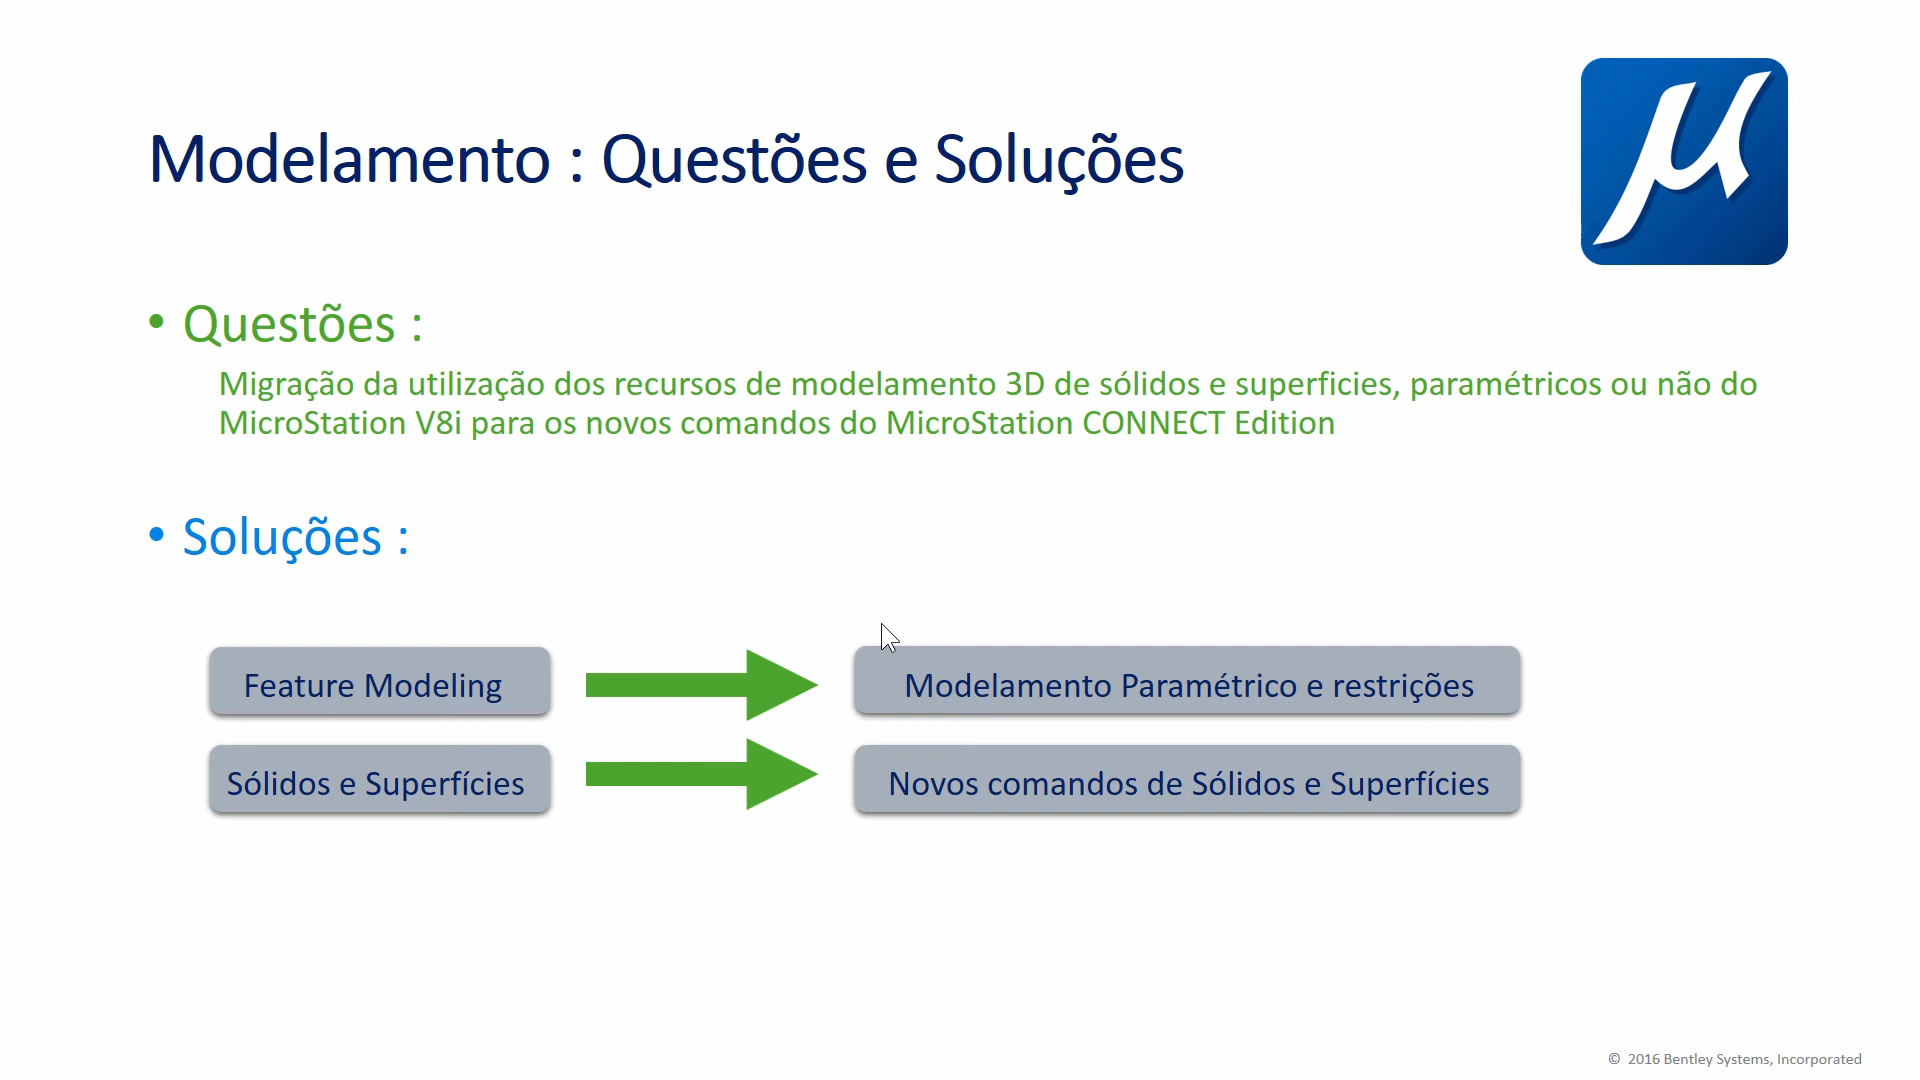 Modelamento : Questões e Soluções
μ
• Questões :
Migração da utilização dos recursos de modelamento 3D de sólidos e superficies, paramétricos ou não do
MicroStation V8i para os novos comandos do MicroStation CONNECT Edition
• Soluções :
Feature Modeling
Modelamento Paramétrico e restrições
Sólidos e Superfícies
Novos comandos de Sólidos e Superfícies
© 2016 Bentley Systems, Incorporated